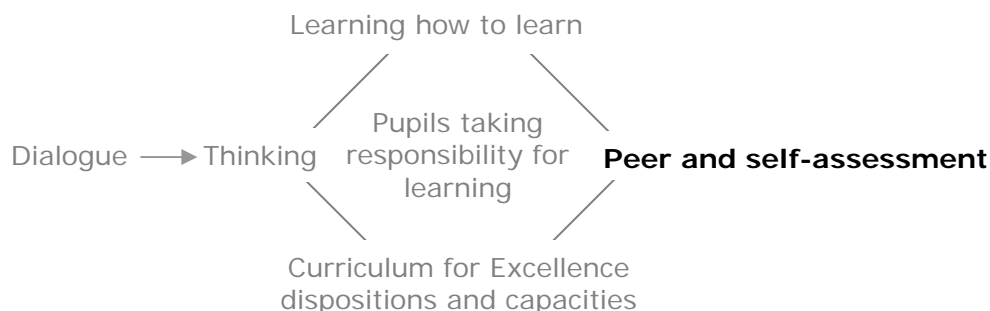 Learning how to learn
Dialogue
Thinking
Pupils taking
responsibility for
learning
Peer and self-assessment
Curriculum for Excellence
dispositions and capacities